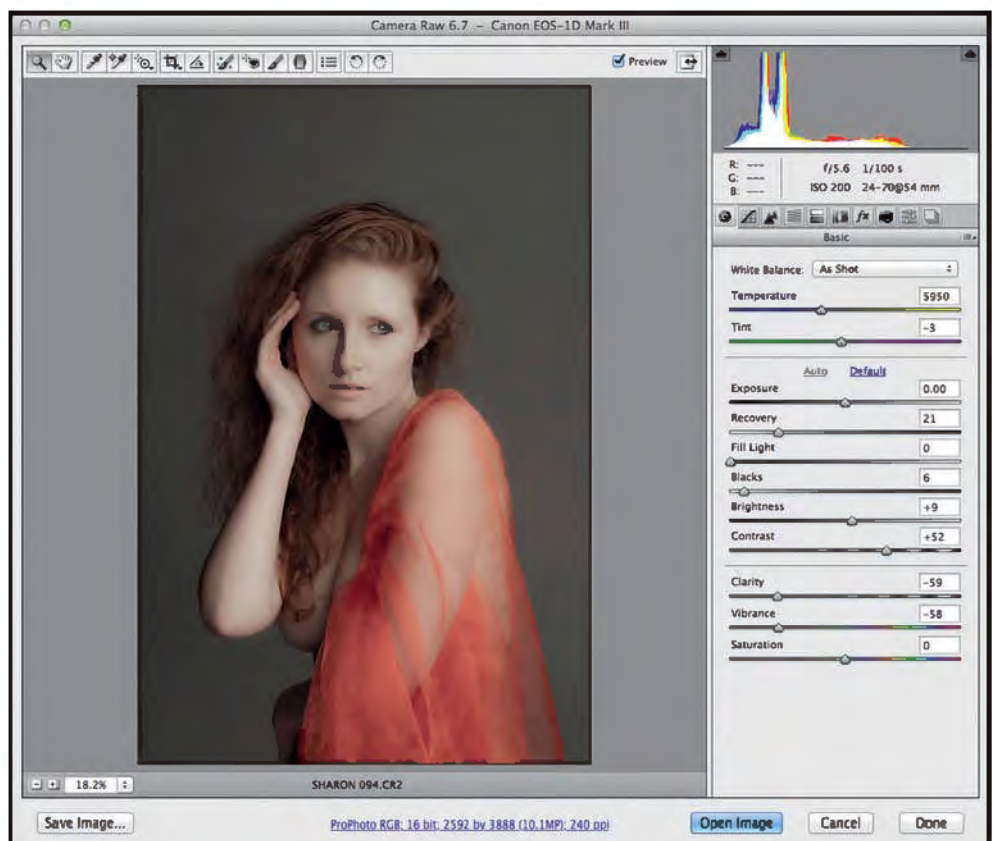 Camera Raw 6.7 – Canon EOS-1D Mark III
Preview
R: ---
G: ---
B: ---
f/5.6 1/100 s
ISO 200 24-70@54 mm
fx
Basic
White Balance: As Shot
Temperature 5950
Tint -3
Auto Default
Exposure 0.00
Recovery 21
Fill Light 0
Blacks 6
Brightness +9
Contrast +52
Clarity -59
Vibrance -58
Saturation 0
18.2% SHARON 094.CR2
Save Image... ProPhoto RGB; 16 bit; 2592 by 3888 (10.1MP); 240 ppi Open Image Cancel Done